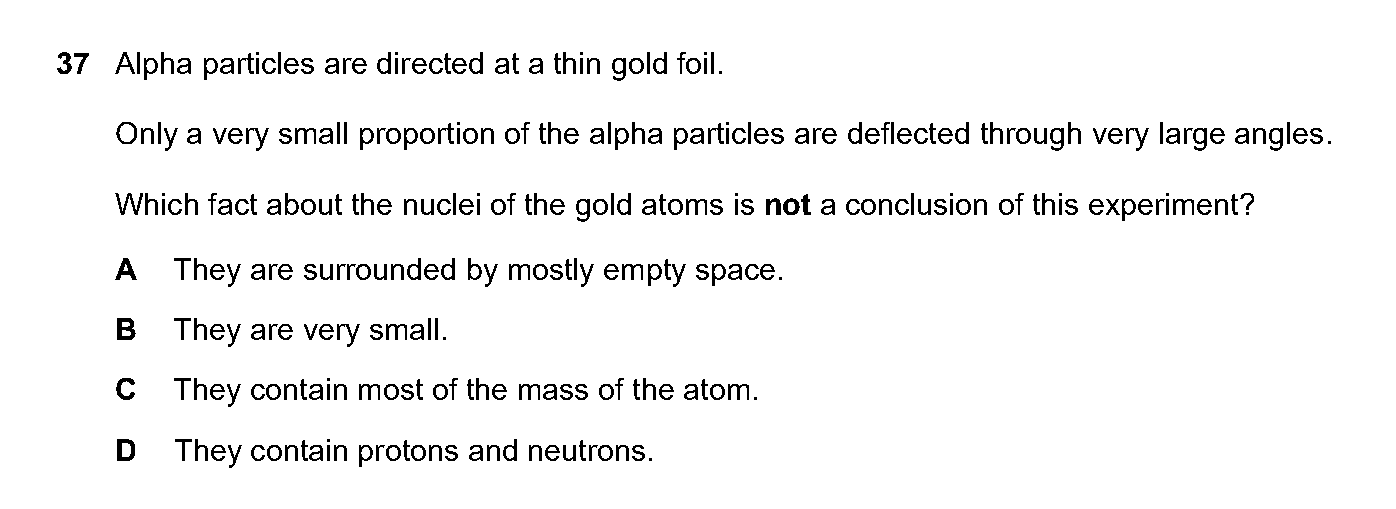 37 Alpha particles are directed at a thin gold foil.
Only a very small proportion of the alpha particles are deflected through very large angles.
Which fact about the nuclei of the gold atoms is not a conclusion of this experiment?
A They are surrounded by mostly empty space.
B They are very small.
C They contain most of the mass of the atom.
D They contain protons and neutrons.